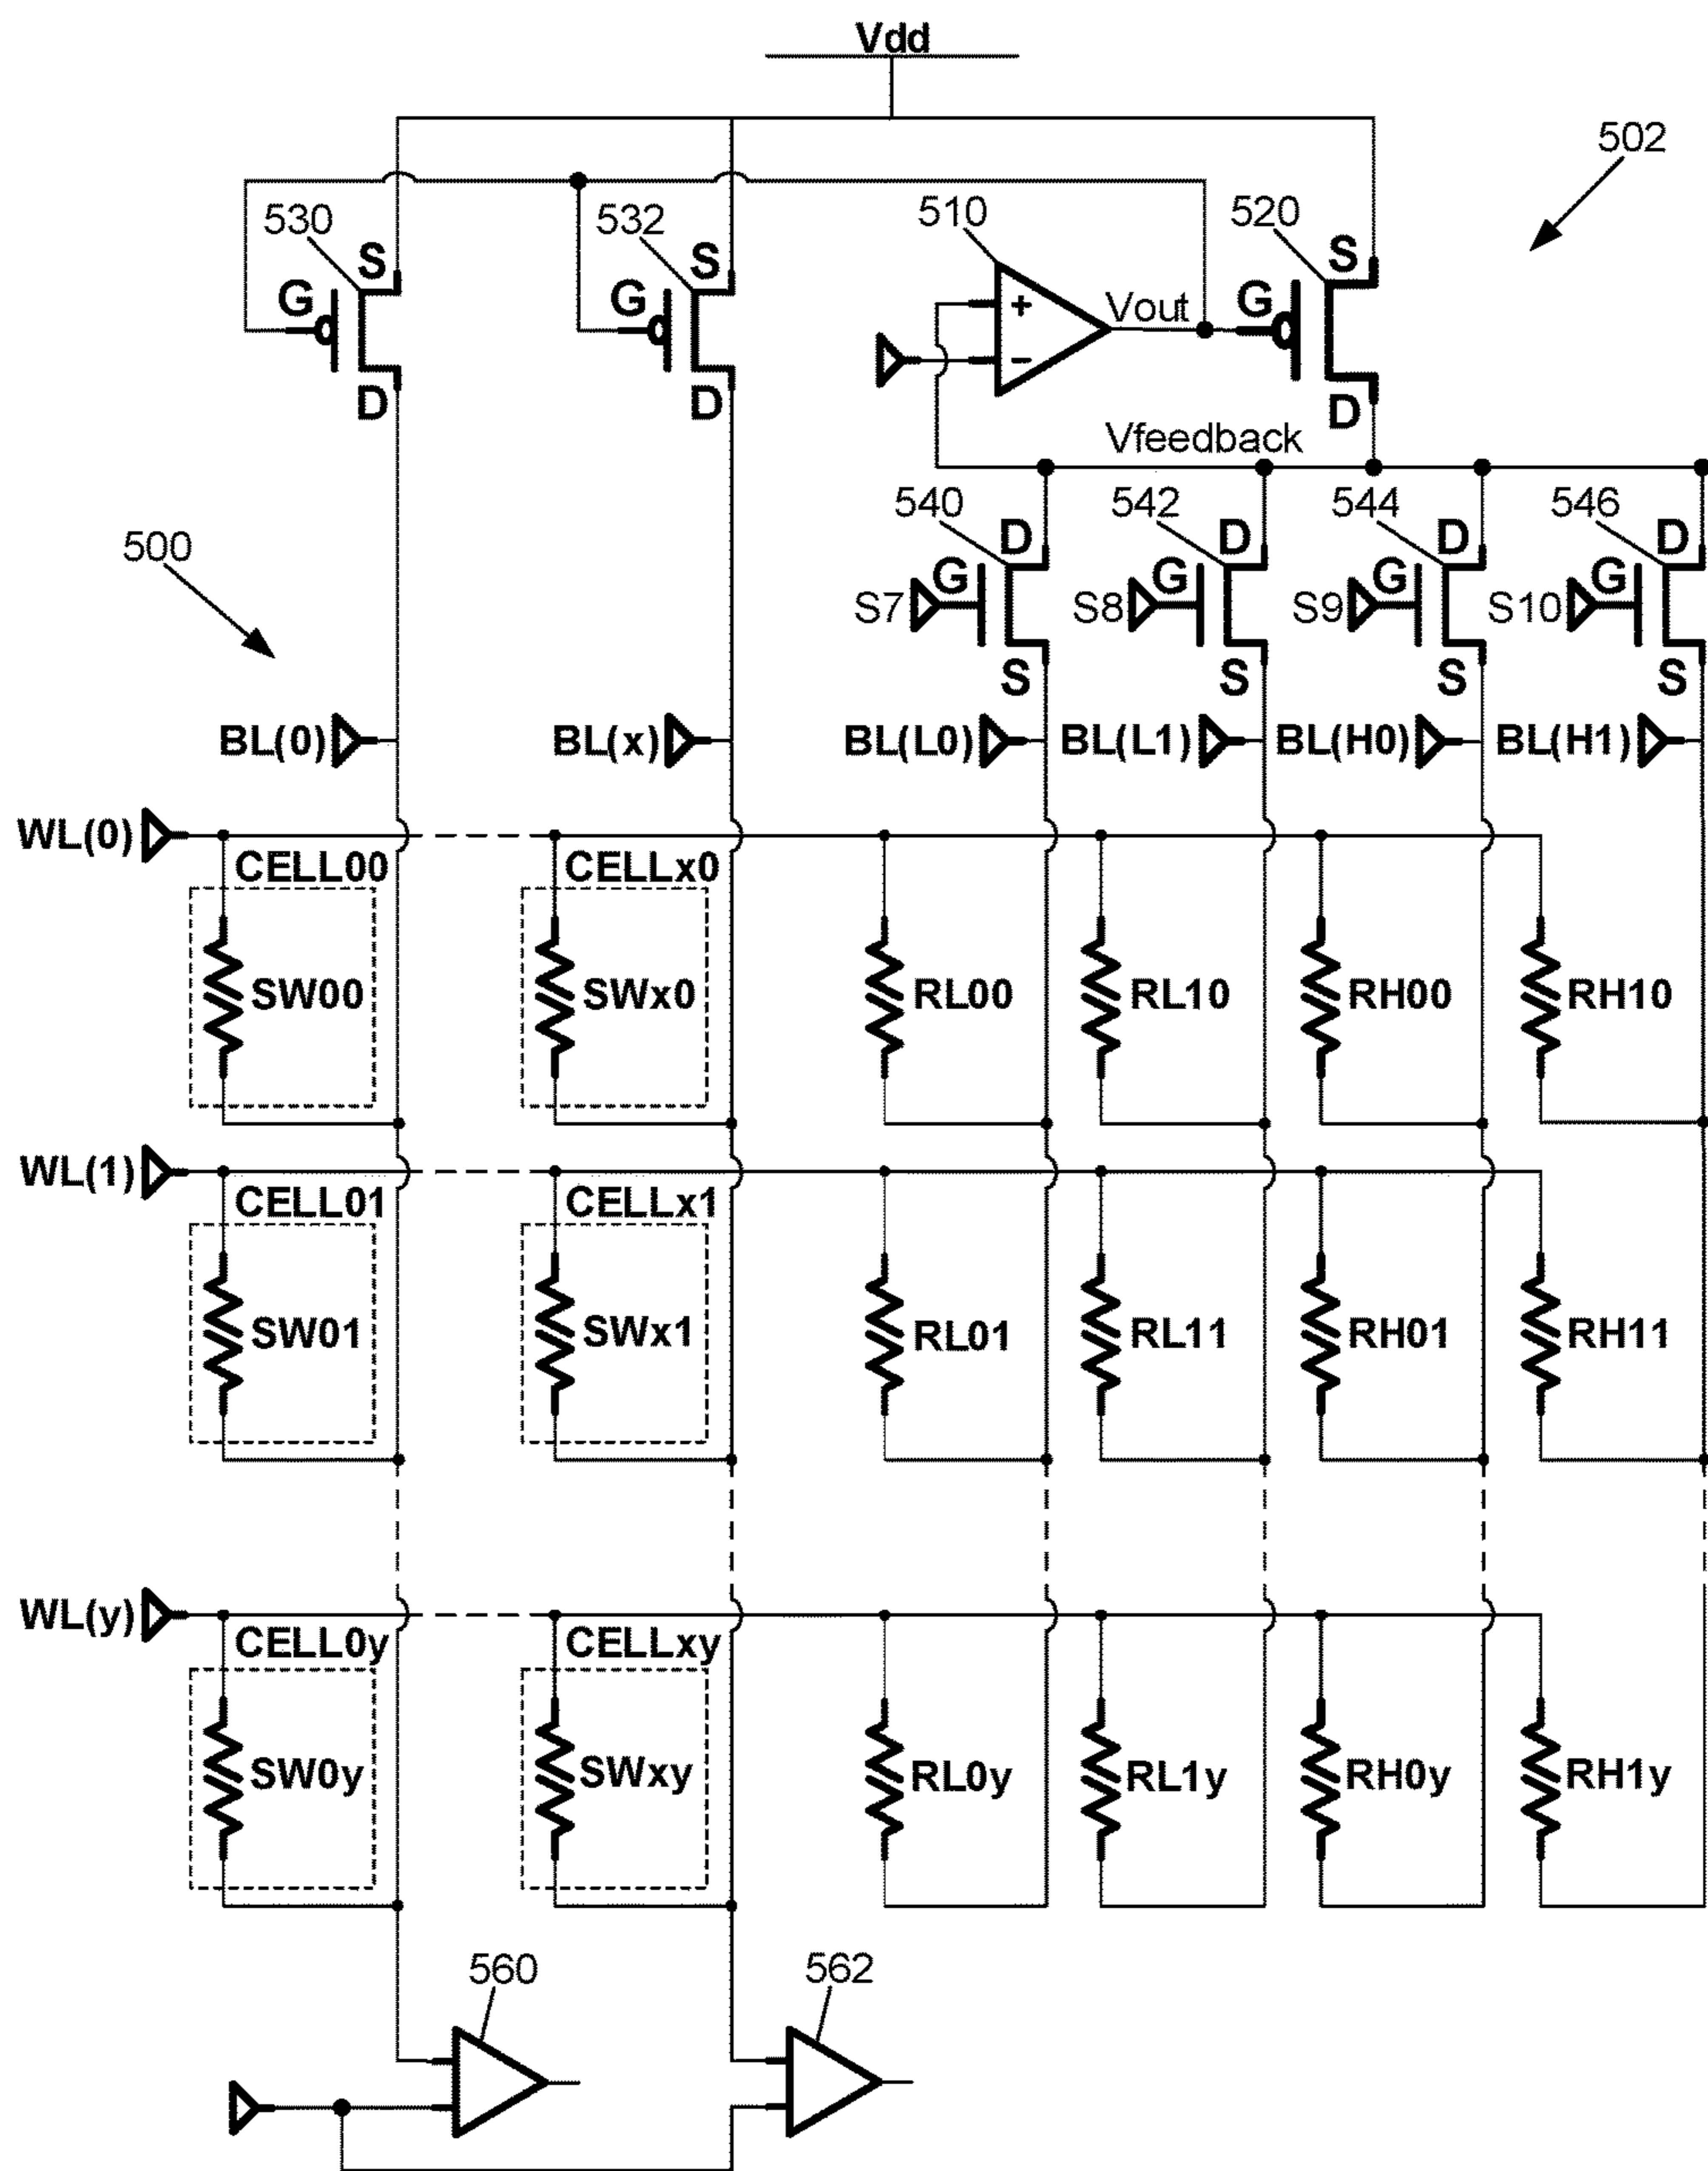 Vdd
502
530
532
510
520
S
S
S
G
G
+
Vout
G
−
D
D
D
Vfeedback
540
542
544
546
500
D
D
D
D
G
G
G
G
S7
S8
S9
S10
S
S
S
S
BL(0)
BL(x)
BL(L0)
BL(L1)
BL(H0)
BL(H1)
WL(0)
CELL00
CELLx0
SW00
SWx0
RL00
RL10
RH00
RH10
WL(1)
CELL01
CELLx1
SW01
SWx1
RL01
RL11
RH01
RH11
WL(y)
CELL0y
CELLxy
SW0y
SWxy
RL0y
RL1y
RH0y
RH1y
560
562